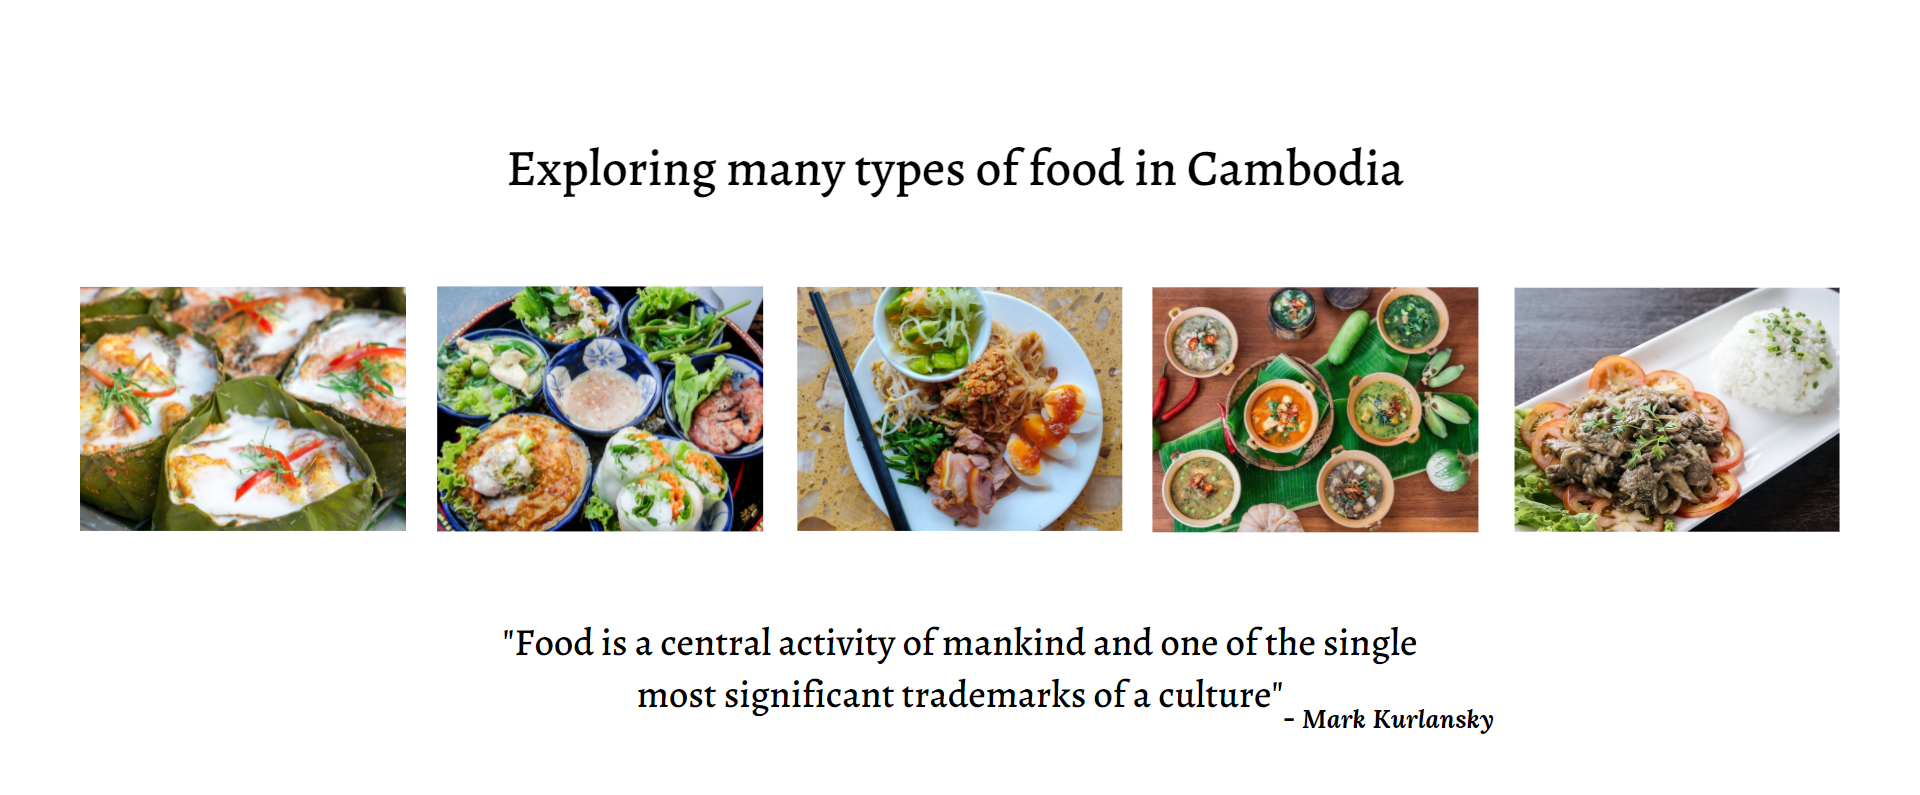 Exploring many types of food in Cambodia
"Food is a central activity of mankind and one of the single
most significant trademarks of a culture"
- Mark Kurlansky